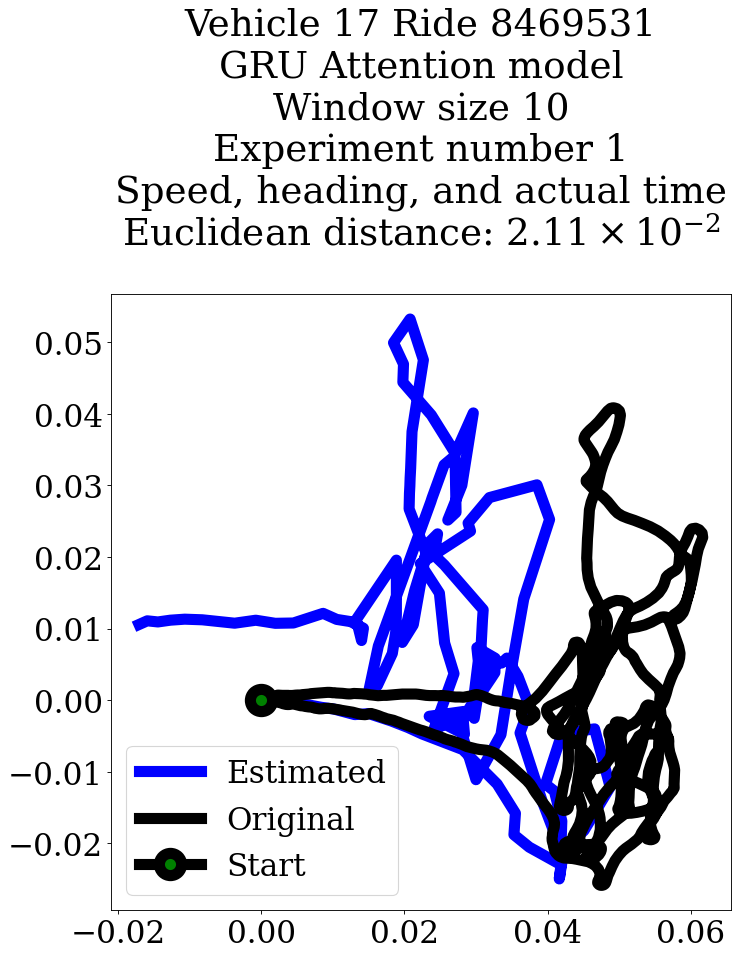 Vehicle 17 Ride 8469531
GRU Attention model
Window size 10
Experiment number 1
Speed, heading, and actual time
Euclidean distance: 2.11 × 10⁻²
0.05
0.04
0.03
0.02
0.01
0.00
−0.01
−0.02
Estimated
Original
Start
−0.02 0.00 0.02 0.04 0.06